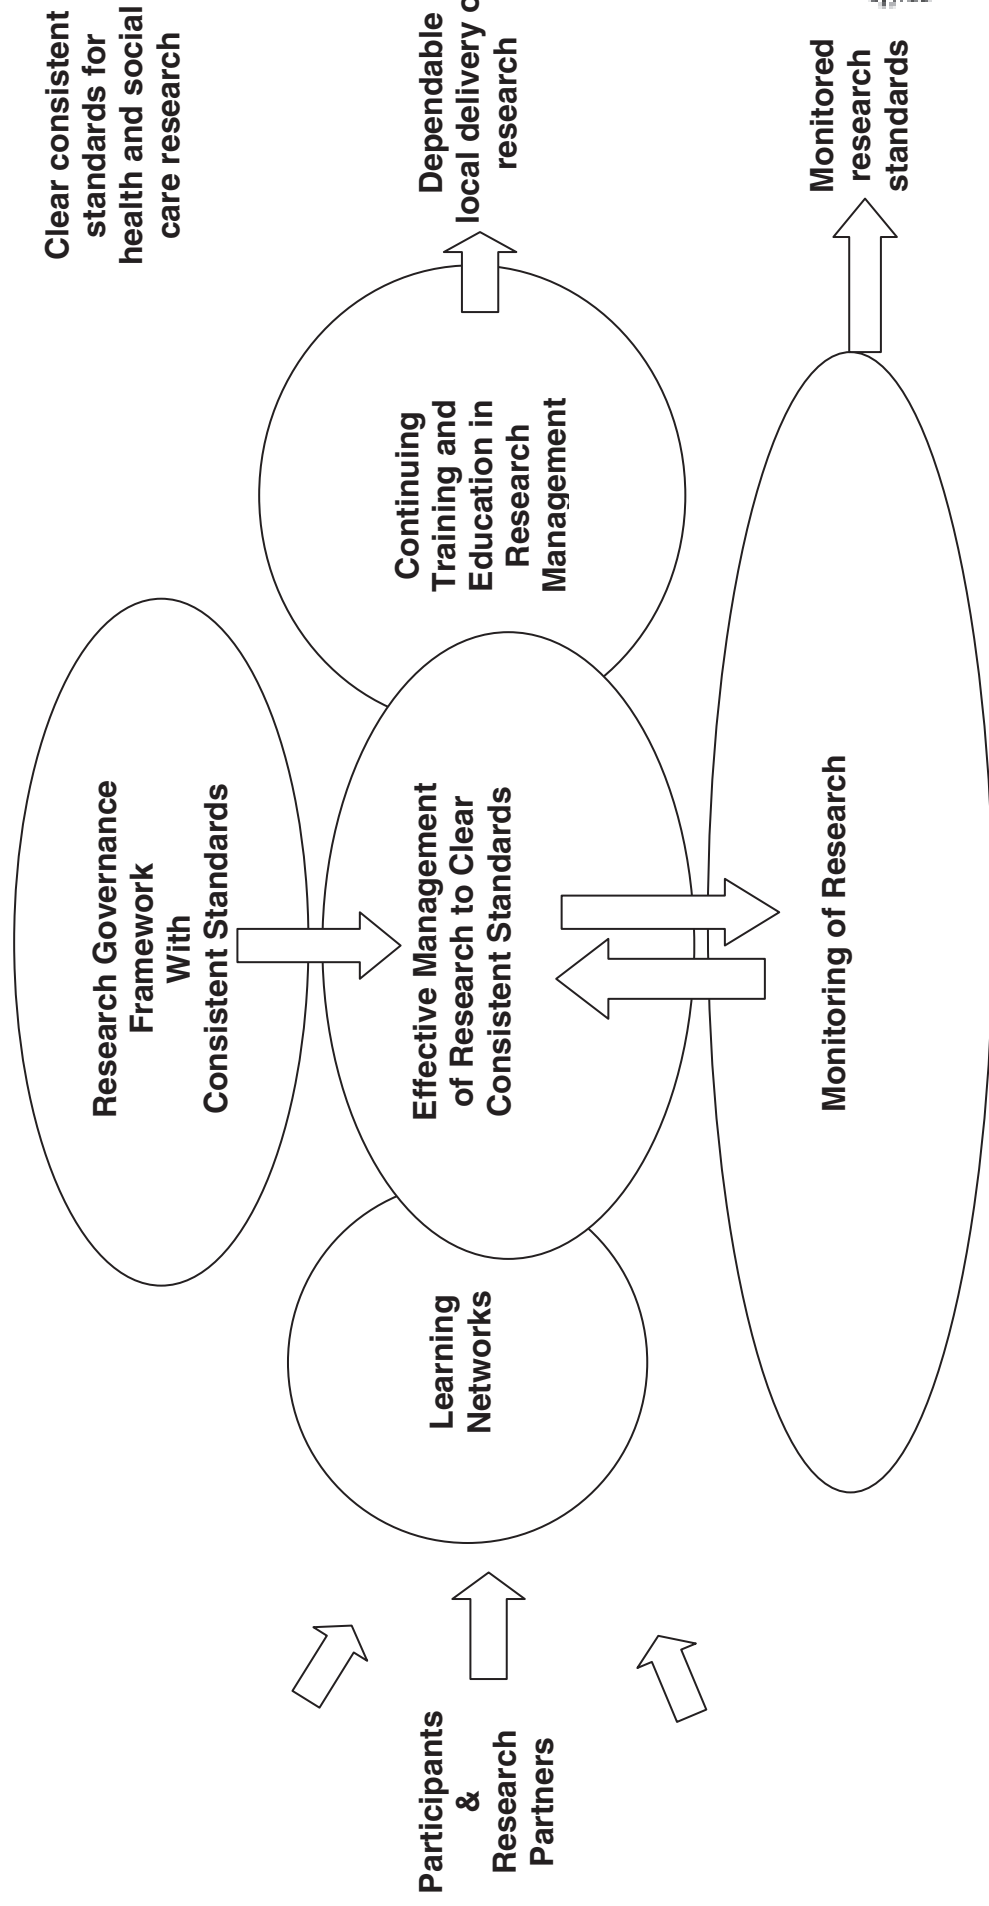 Clear consistent
standards for
health and social
care research
Research Governance
Framework
With
Consistent Standards
Participants
&
Research
Partners
Learning
Networks
Effective Management
of Research to Clear
Consistent Standards
Continuing
Training and
Education in
Research
Management
Dependable
local delivery
research
Monitoring of Research
Monitored
research
standards